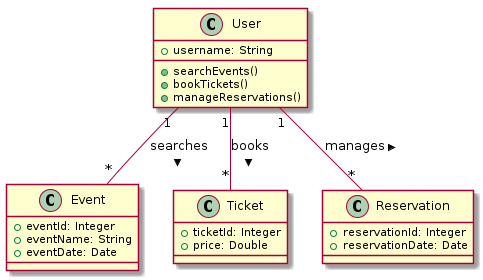 C User
username: String
searchEvents()
bookTickets()
manageReservations()
1 1 1
searches books manages
* * *
C Event C Ticket C Reservation
eventId: Integer ticketId: Integer reservationId: Integer
eventName: String price: Double reservationDate: Date
eventDate: Date